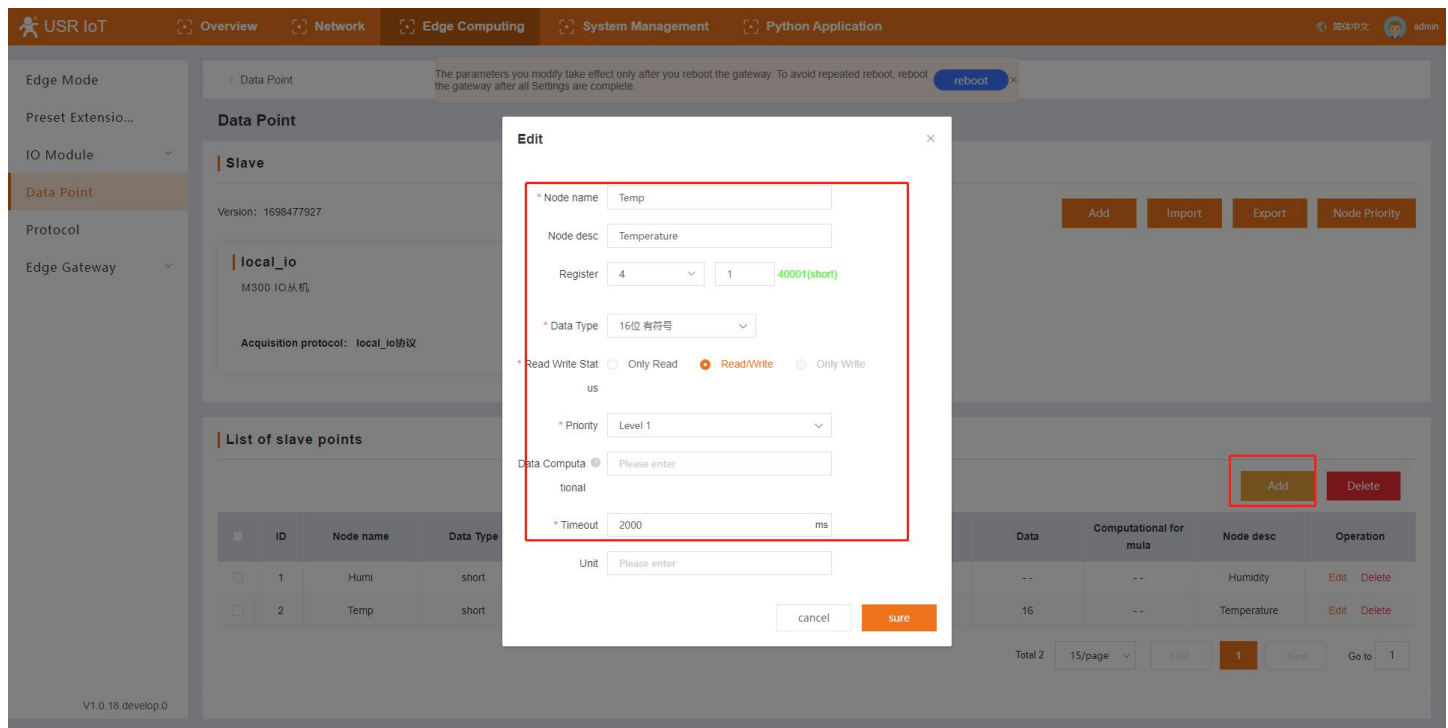 USR IoT
Overview
Network
Edge Computing
System Management
Python Application
简体中文
admin
Edge Mode
Preset Extensio...
IO Module
Data Point
Protocol
Edge Gateway
V1.0.18.develop.0
> Data Point
The parameters you modify take effect only after you reboot the gateway. To avoid repeated reboot, reboot
the gateway after all Settings are complete.
reboot
Data Point
Slave
Version: 1698477927
Add
Import
Export
Node Priority
local_io
M300 IO从机
Acquisition protocol: local_io协议
Edit
* Node name
Temp
Node desc
Temperature
Register
4
1
40001(short)
* Data Type
16位 有符号
* Read Write Stat
us
Only Read
Read/Write
Only Write
* Priority
Level 1
Data Computa
tional
Please enter
* Timeout
2000
ms
Unit
Please enter
cancel
sure
List of slave points
Add
Delete
ID
Node name
Data Type
Data
Computational for
mula
Node desc
Operation
1
Humi
short
- -
- -
Humidity
Edit Delete
2
Temp
short
16
- -
Temperature
Edit Delete
Total 2
15/page
Last
1
Next
Go to
1